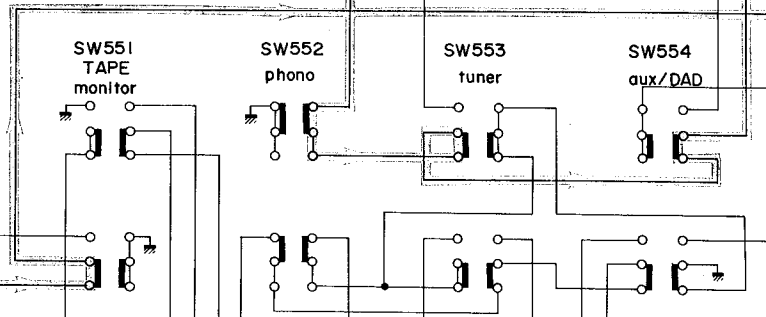 SW551
TAPE
monitor
SW552
phono
SW553
tuner
SW554
aux/DAD